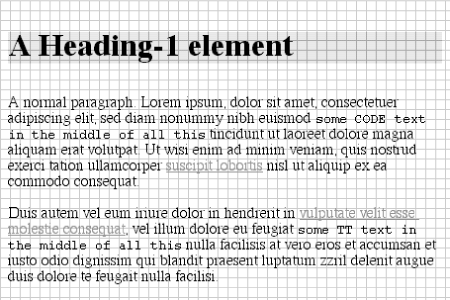 A Heading-1 element
A normal paragraph. Lorem ipsum, dolor sit amet, consectetuer
adipiscing elit, sed diam nonummy nibh euismod some CODE text
in the middle of all this tincidunt ut laoreet dolore magna
aliquam erat volutpat. Ut wisi enim ad minim veniam, quis nostrud
exerci tation ullamcorper suscipit lobortis nisl ut aliquip ex ea
commodo consequat.
Duis autem vel eum iriure dolor in hendrerit in vulputate velit esse
molestie consequat, vel illum dolore eu feugiat some TT text in
the middle of all this nulla facilisis at vero eros et accumsan et
iusto odio dignissim qui blandit praesent luptatum zzril delenit augue
duis dolore te feugait nulla facilisi.